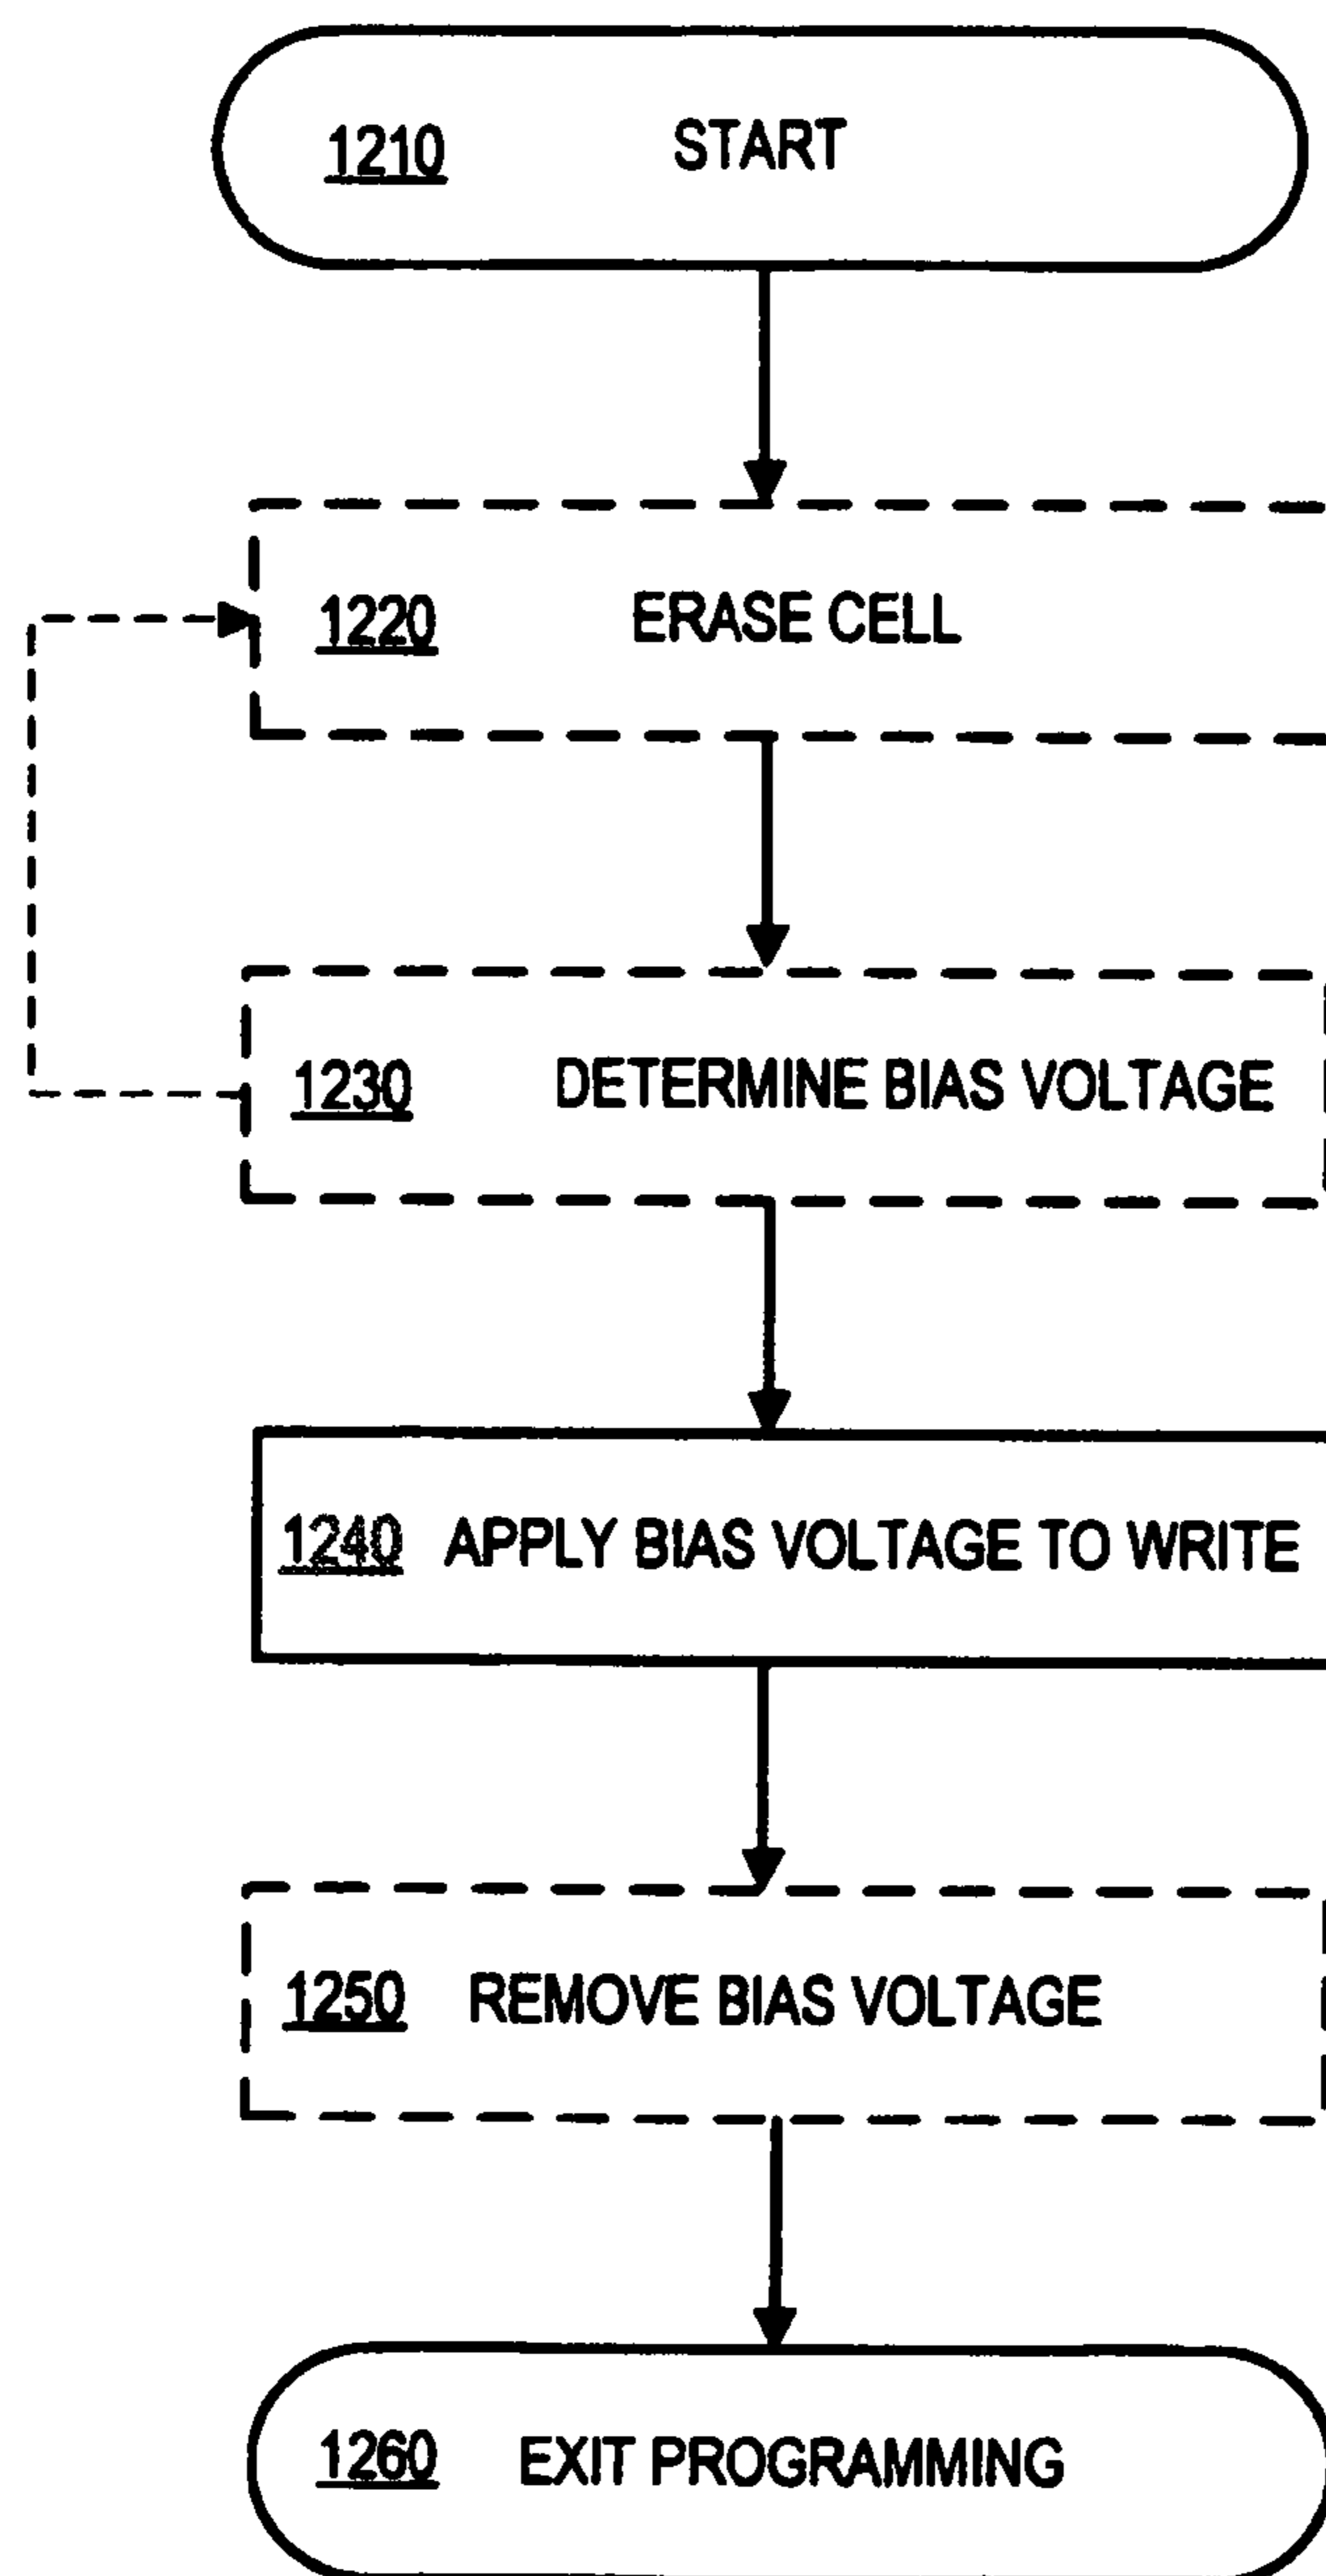 1210 START
1220 ERASE CELL
1230 DETERMINE BIAS VOLTAGE
1240 APPLY BIAS VOLTAGE TO WRITE
1250 REMOVE BIAS VOLTAGE
1260 EXIT PROGRAMMING